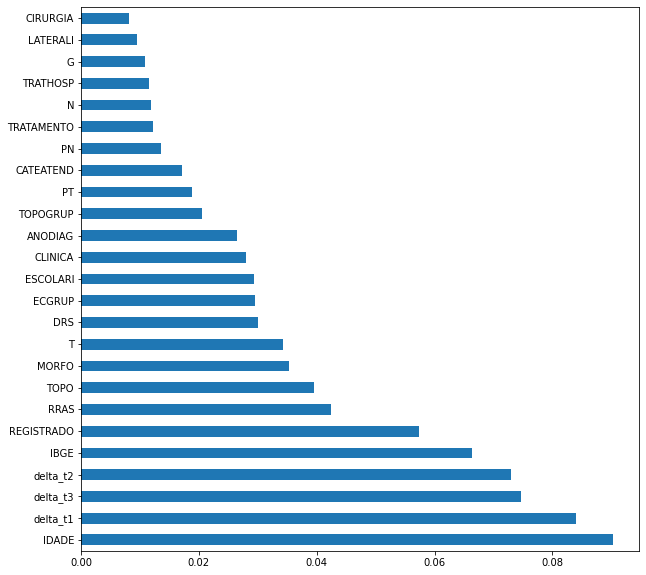 CIRURGIA
LATERALI
G
TRATHOSP
N
TRATAMENTO
PN
CATEATEND
PT
TOPOGRUP
ANODIAG
CLINICA
ESCOLARI
ECGRUP
DRS
T
MORFO
TOPO
RRAS
REGISTRADO
IBGE
delta_t2
delta_t3
delta_t1
IDADE
0.00 0.02 0.04 0.06 0.08